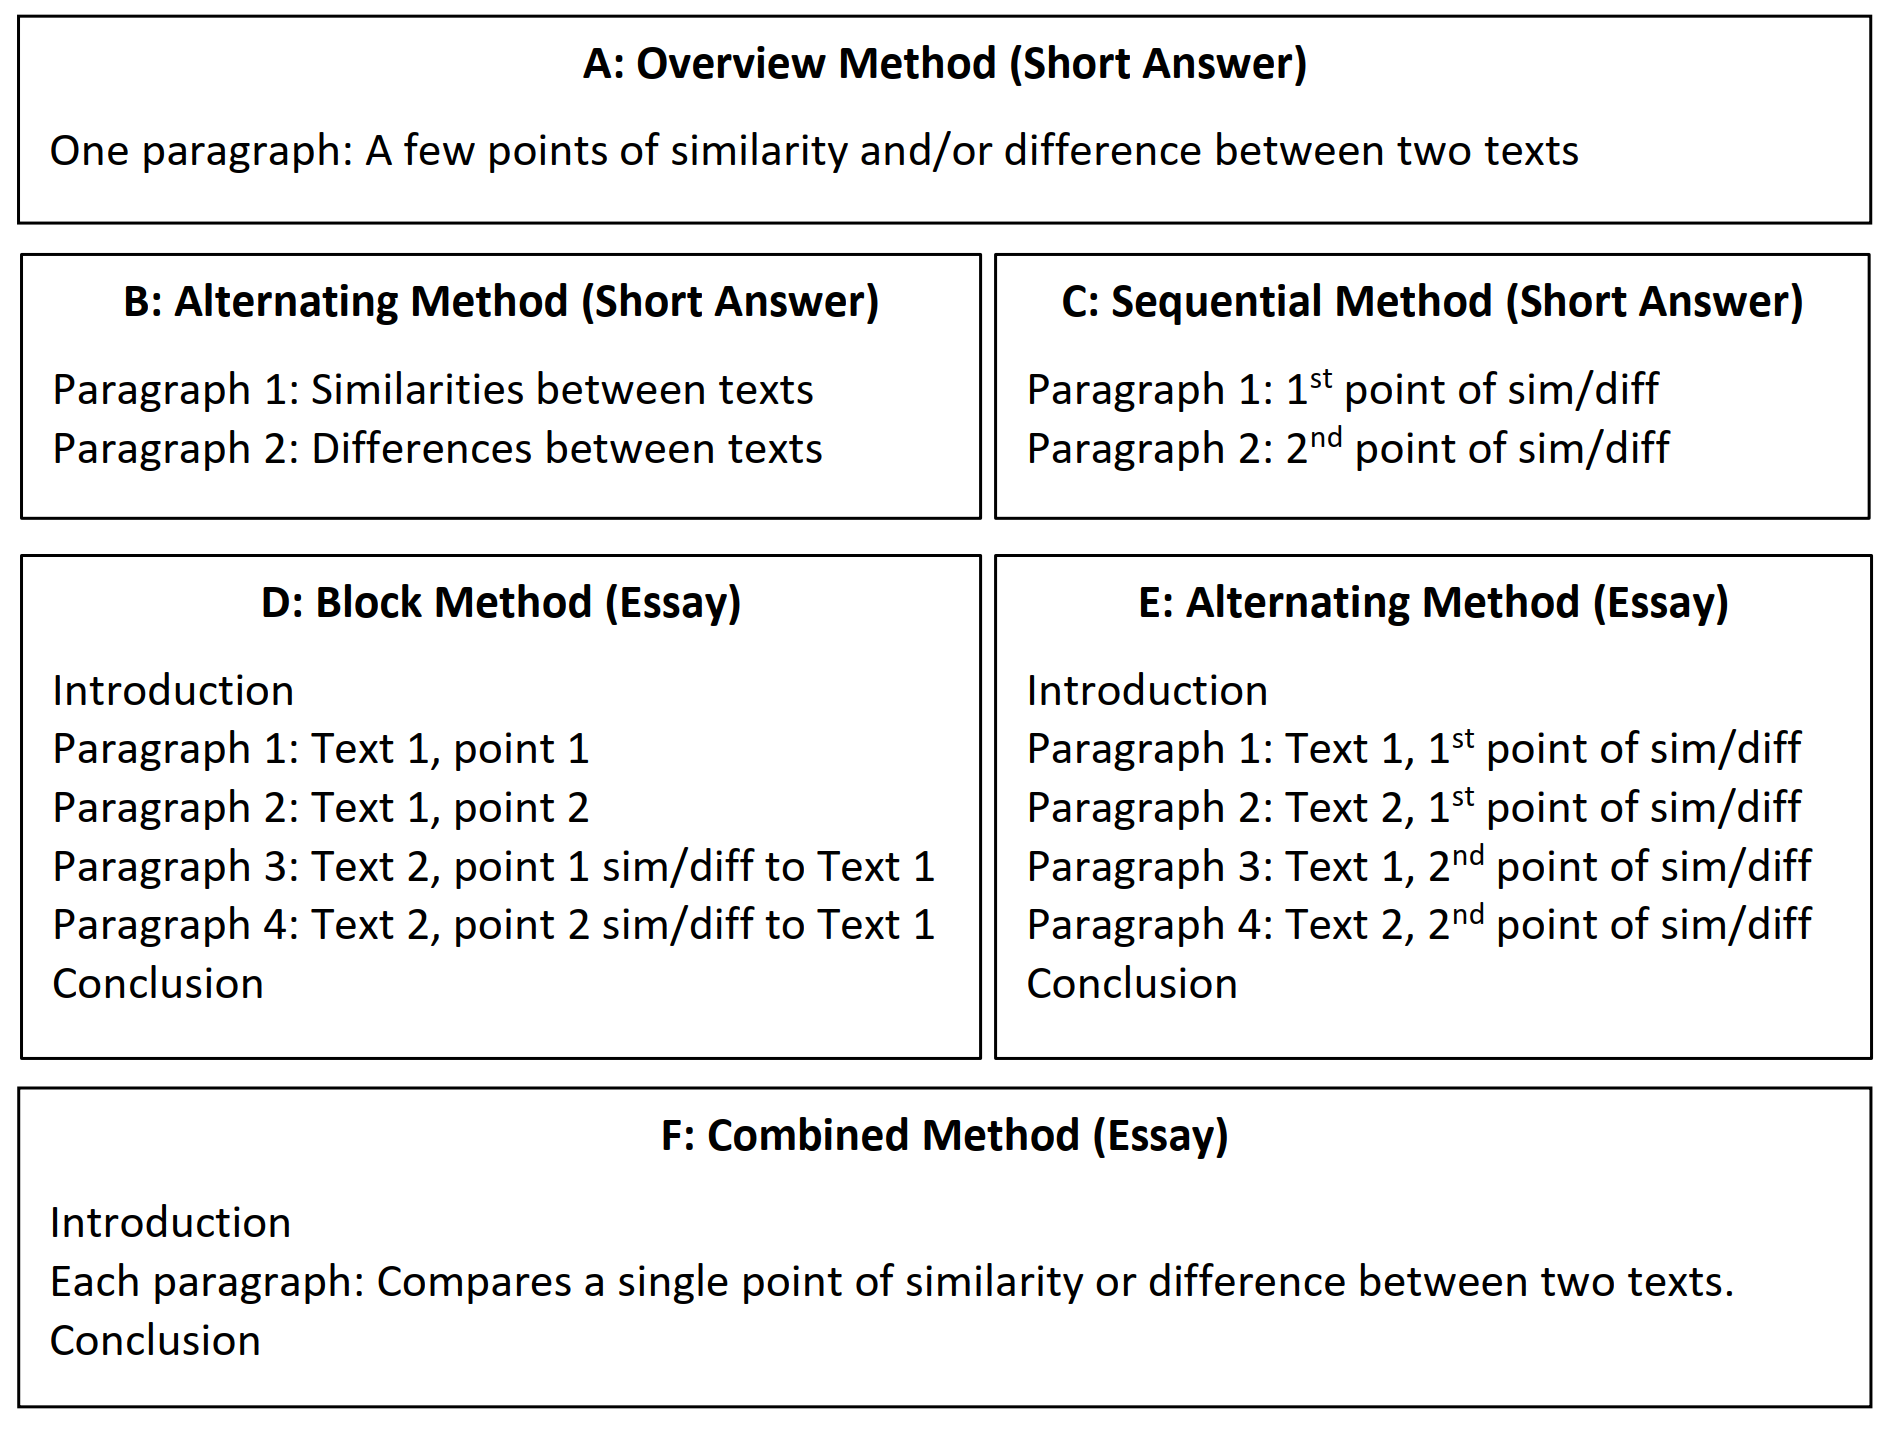 A: Overview Method (Short Answer)
One paragraph: A few points of similarity and/or difference between two texts
B: Alternating Method (Short Answer)
Paragraph 1: Similarities between texts
Paragraph 2: Differences between texts
C: Sequential Method (Short Answer)
Paragraph 1: 1st point of sim/diff
Paragraph 2: 2nd point of sim/diff
D: Block Method (Essay)
Introduction
Paragraph 1: Text 1, point 1
Paragraph 2: Text 1, point 2
Paragraph 3: Text 2, point 1 sim/diff to Text 1
Paragraph 4: Text 2, point 2 sim/diff to Text 1
Conclusion
E: Alternating Method (Essay)
Introduction
Paragraph 1: Text 1, 1st point of sim/diff
Paragraph 2: Text 2, 1st point of sim/diff
Paragraph 3: Text 1, 2nd point of sim/diff
Paragraph 4: Text 2, 2nd point of sim/diff
Conclusion
F: Combined Method (Essay)
Introduction
Each paragraph: Compares a single point of similarity or difference between two texts.
Conclusion